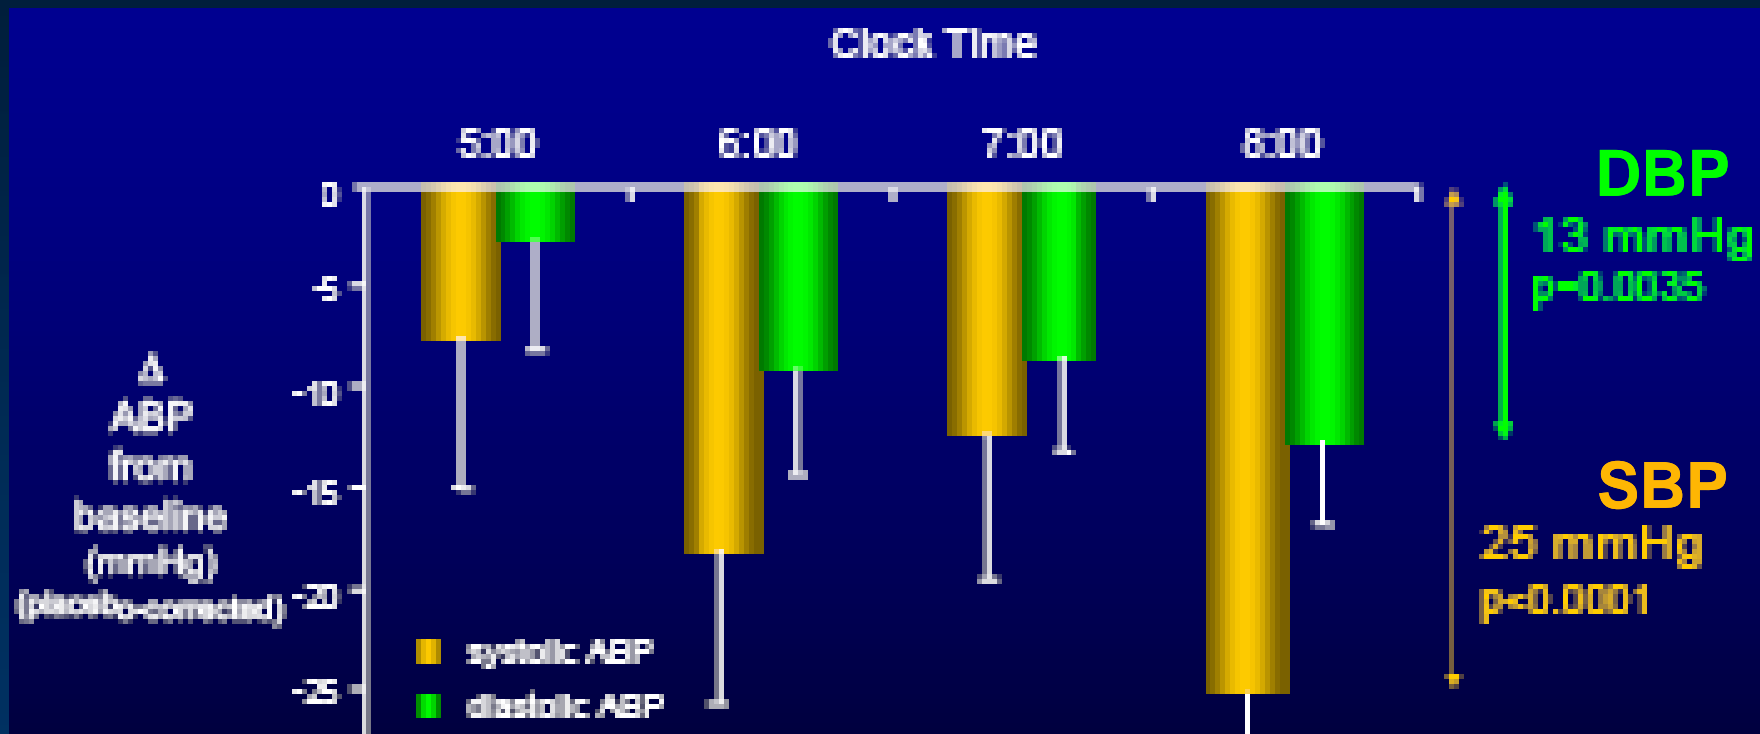 Clock Time
5:00 6:00 7:00 8:00
0
-5
-10
-15
-20
-25
Δ
ABP
from
baseline
(mmHg)
(placebo-corrected)
systolic ABP
diastolic ABP
DBP
13 mmHg
p=0.0035
SBP
25 mmHg
p<0.0001